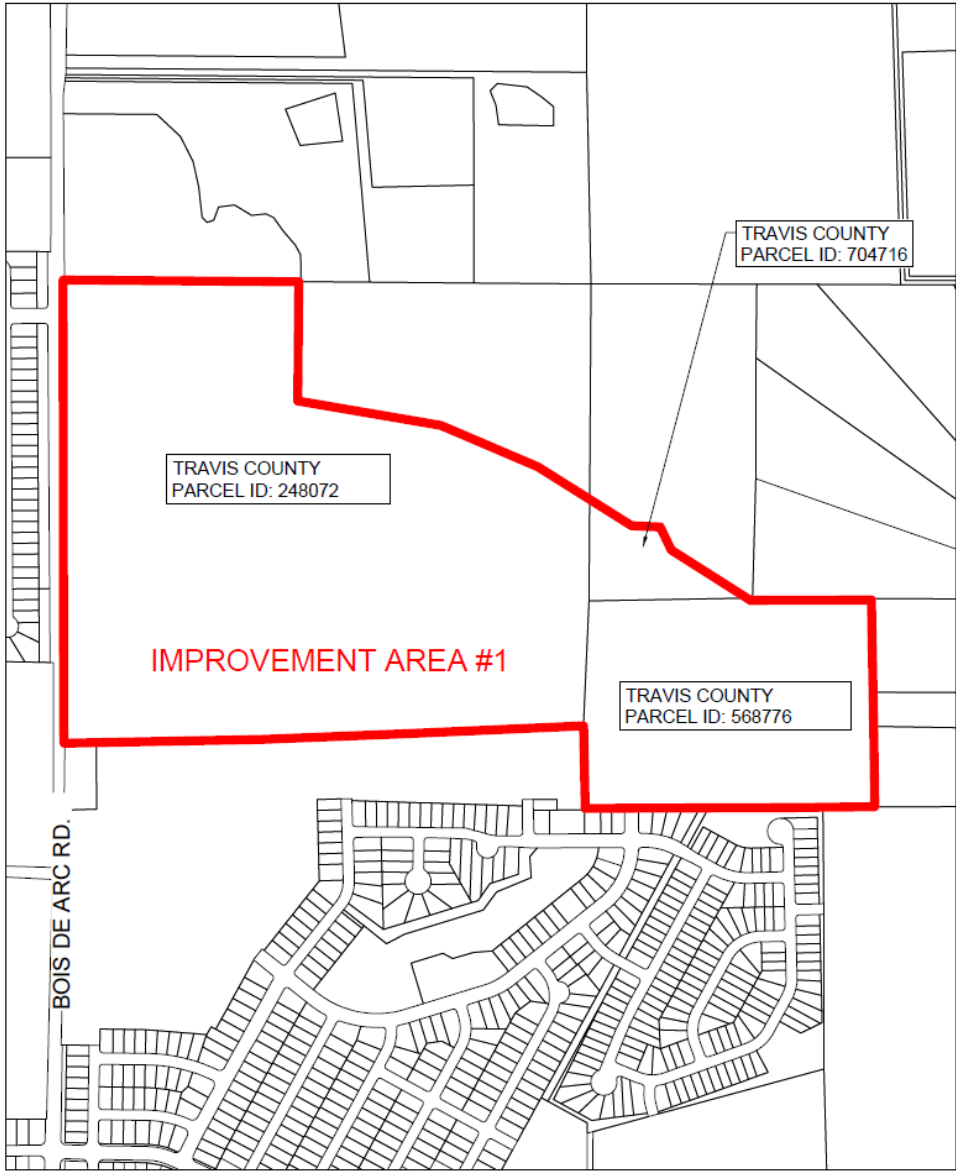 TRAVIS COUNTY
PARCEL ID: 704716
TRAVIS COUNTY
PARCEL ID: 248072
IMPROVEMENT AREA #1
TRAVIS COUNTY
PARCEL ID: 568776
BOIS DE ARC RD.